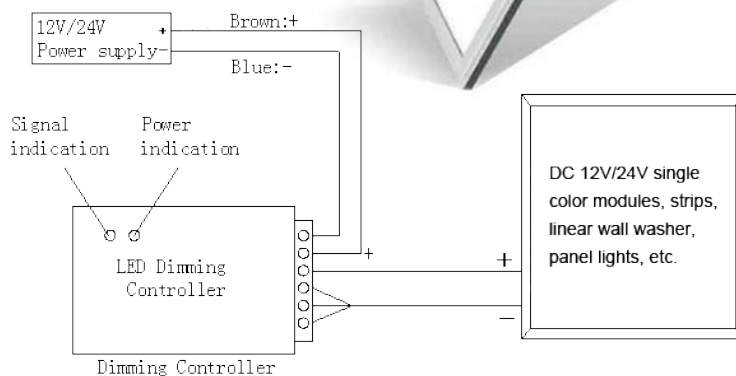 12V/24V +
Power supply-
Brown:+
Blue:-
Signal
indication
Power
indication
LED Dimming
Controller
+
+
−
DC 12V/24V single
color modules, strips,
linear wall washer,
panel lights, etc.
Dimming Controller